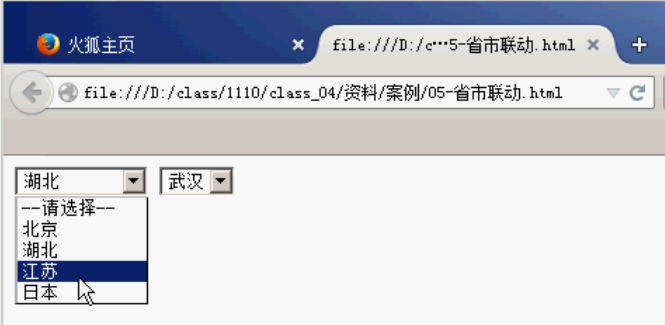 火狐主页
file:///D:/c…5-省市联动.html
file:///D:/class/1110/class_04/资料/案例/05-省市联动.html
湖北 武汉
--请选择--
北京
湖北
江苏
日本